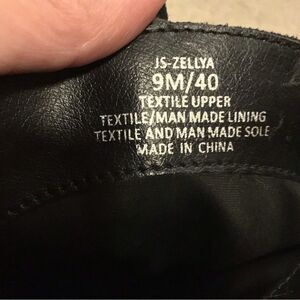 JS-ZELLYA
9M/40
TEXTILE UPPER
TEXTILE/MAN MADE LINING
TEXTILE AND MAN MADE SOLE
MADE IN CHINA